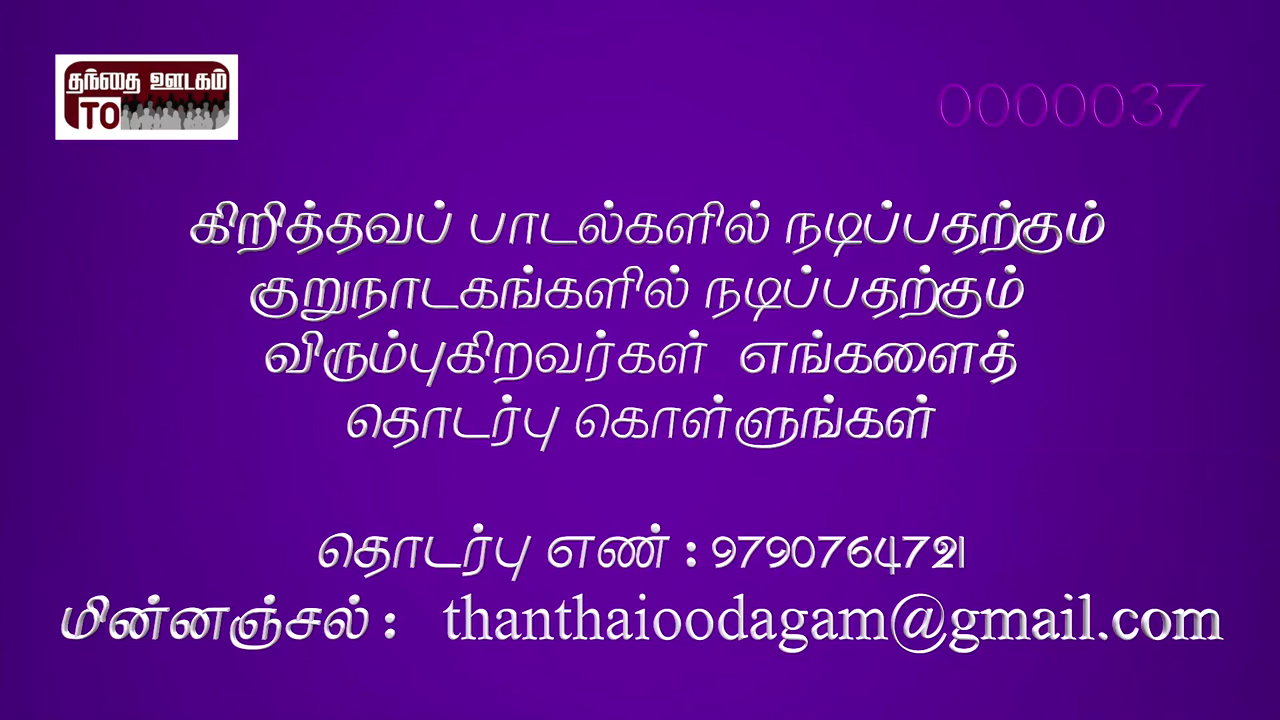 தந்தை ஊடகம்
TO
0000037
கிறித்தவப் பாடல்களில் நடிப்பதற்கும்
குறுநாடகங்களில் நடிப்பதற்கும்
விரும்புகிறவர்கள் எங்களைத்
தொடர்பு கொள்ளுங்கள்
தொடர்பு எண் : 9790764721
மின்னஞ்சல் : thanthaioodagam@gmail.com